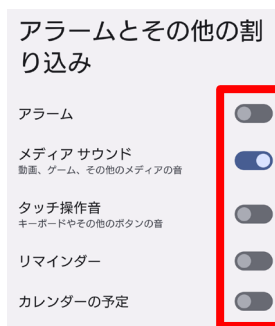 アラームとその他の割
り込み
アラーム
メディア サウンド
動画、ゲーム、その他のメディアの音
タッチ操作音
キーボードやその他のボタンの音
リマインダー
カレンダーの予定